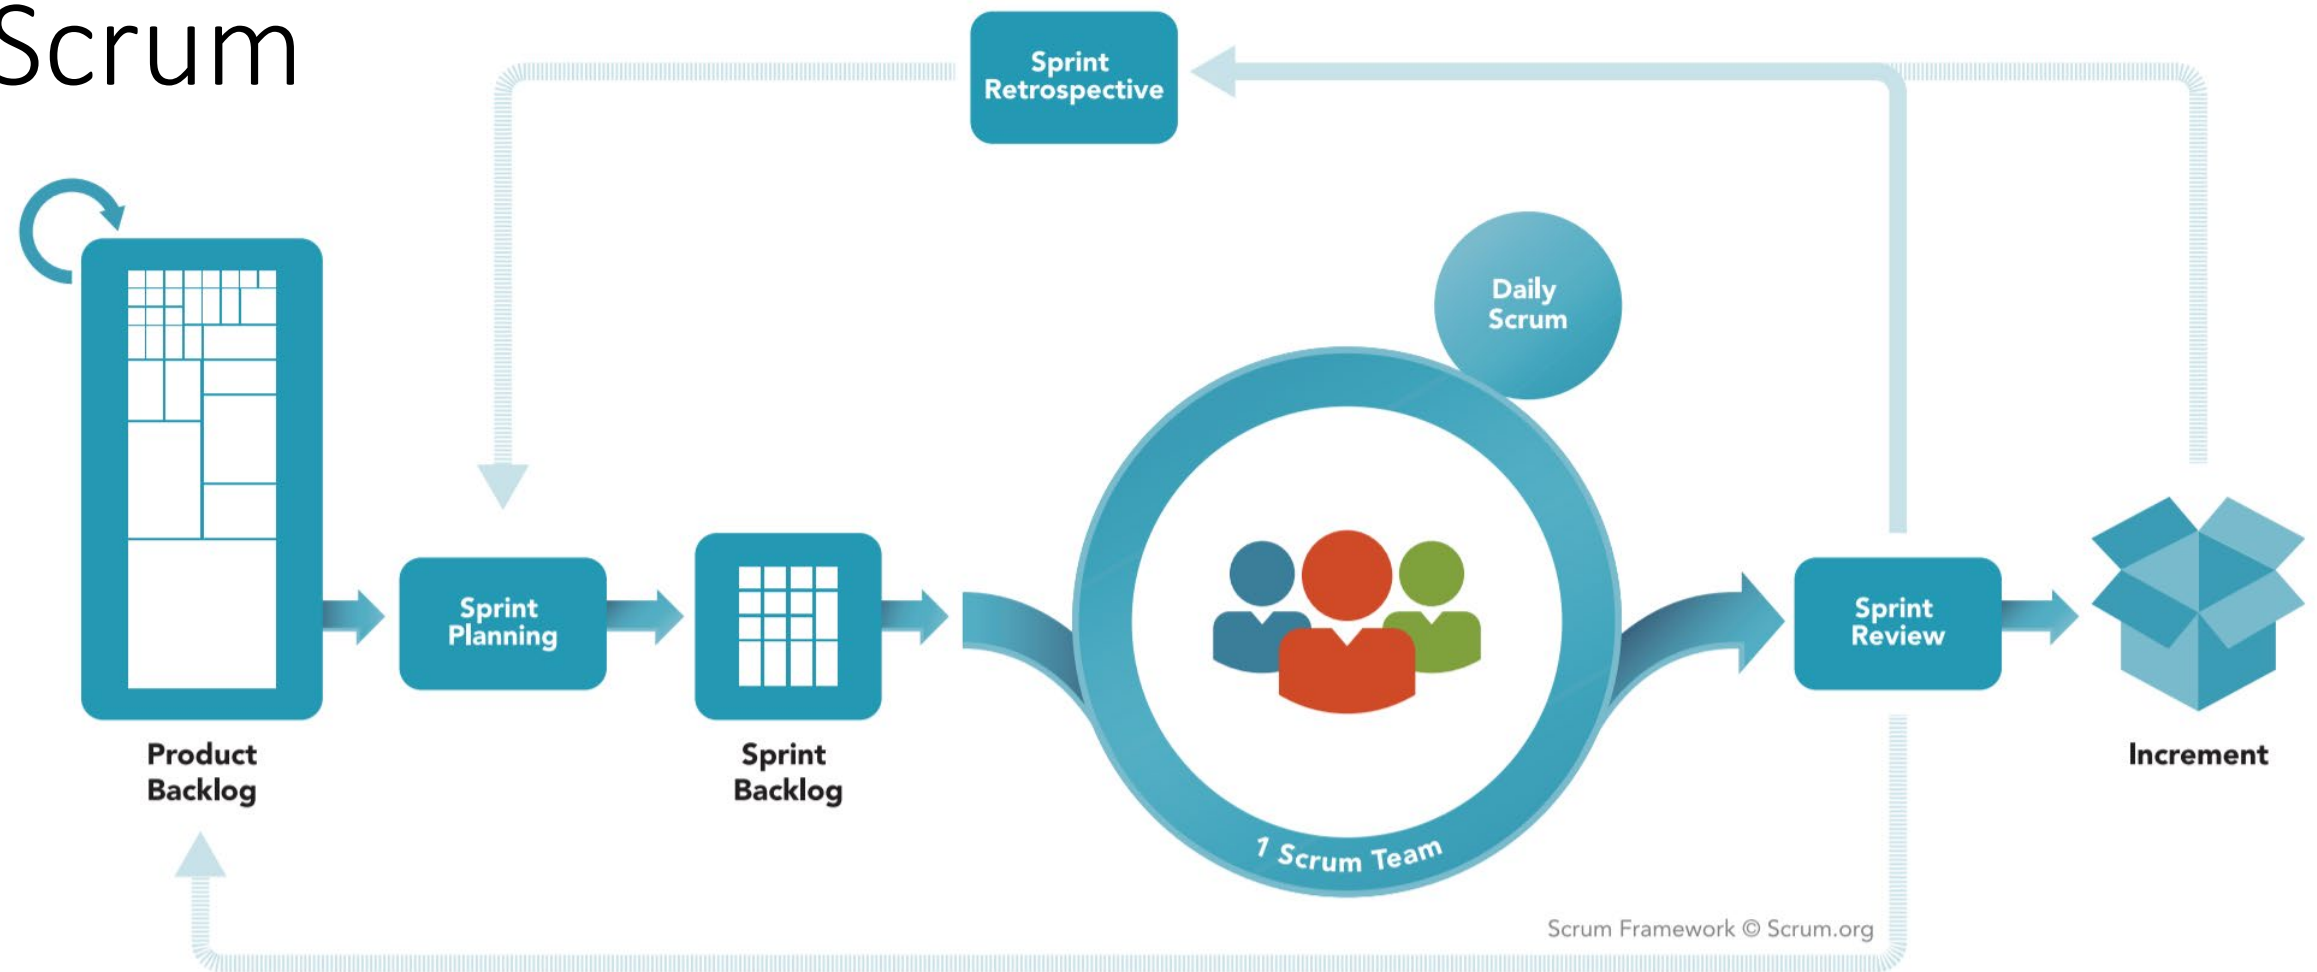 Scrum
Sprint
Retrospective
Daily
Scrum
Sprint
Planning
Sprint
Review
Product
Backlog
Sprint
Backlog
Increment
1 Scrum Team
Scrum Framework © Scrum.org